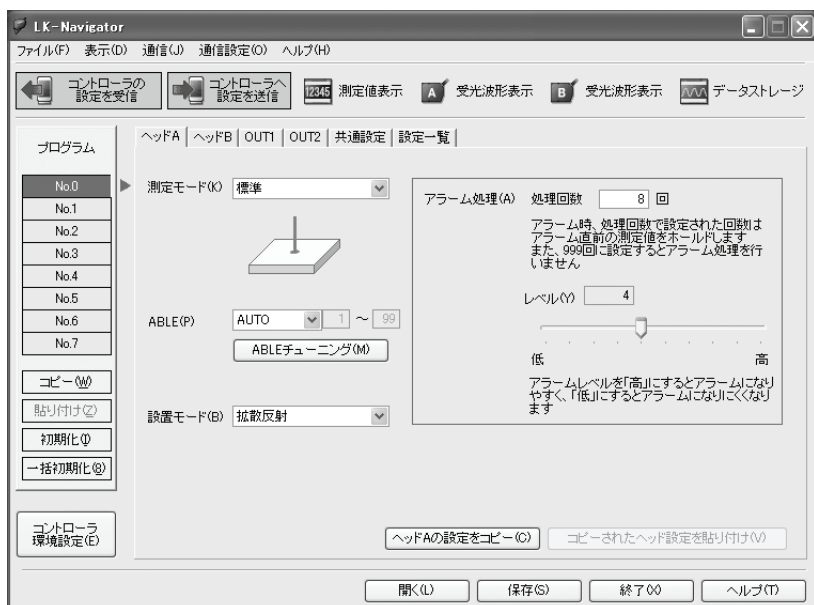 LK-Navigator
ファイル(F) 表示(D) 通信(J) 通信設定(O) ヘルプ(H)
コントローラの
設定を受信
コントローラへ
設定を送信
12345 測定値表示
A 受光波形表示
B 受光波形表示
データストレージ
プログラム
No.0
No.1
No.2
No.3
No.4
No.5
No.6
No.7
コピー(W)
貼り付け(Z)
初期化(I)
一括初期化(@)
コントローラ
環境設定(E)
ヘッドA ヘッドB OUT1 OUT2 共通設定 設定一覧
測定モード(K) 標準
ABLE(P) AUTO 1 ～ 99
ABLEチューニング(M)
設置モード(B) 拡散反射
アラーム処理(A) 処理回数 8 回
アラーム時、処理回数で設定された回数は
アラーム直前の測定値をホールドします
また、999回に設定するとアラーム処理を行
いません
レベル(Y) 4
低 高
アラームレベルを「高」にするとアラームになり
やすく、「低」にするとアラームになりにくくなり
ます
ヘッドAの設定をコピー(C) コピーされたヘッド設定を貼り付け(V)
開く(L) 保存(S) 終了(X) ヘルプ(T)